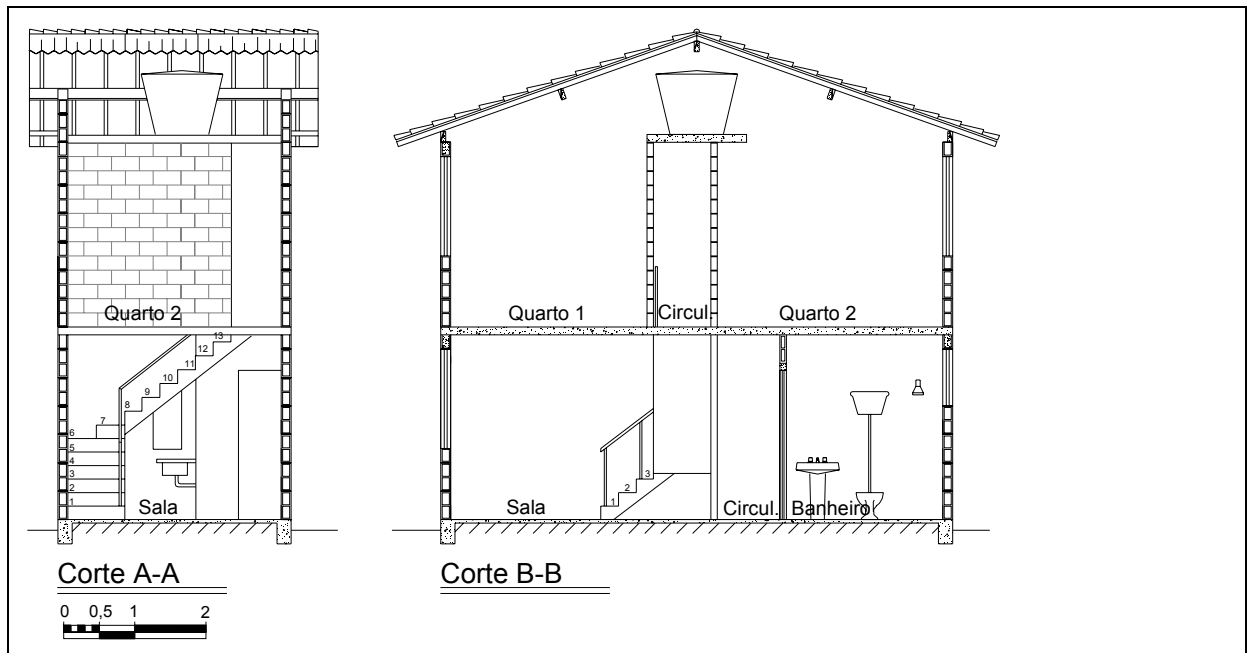 Quarto 2
13
12
11
10
9
8
7
6
5
4
3
2
1
Sala
Corte A-A
0 0,5 1 2
Quarto 1 Circul. Quarto 2
3
2
1
Sala Circul. Banheiro
Corte B-B